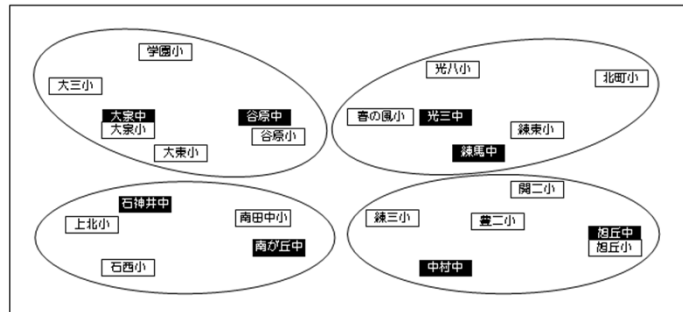 学園小
大三小
大泉中
大泉小
谷原中
谷原小
大東小
光八小
北町小
春の風小
光三中
練東小
練馬中
石神井中
上北小
南田中小
南が丘中
石西小
開二小
練三小
豊二小
旭丘中
旭丘小
中村中